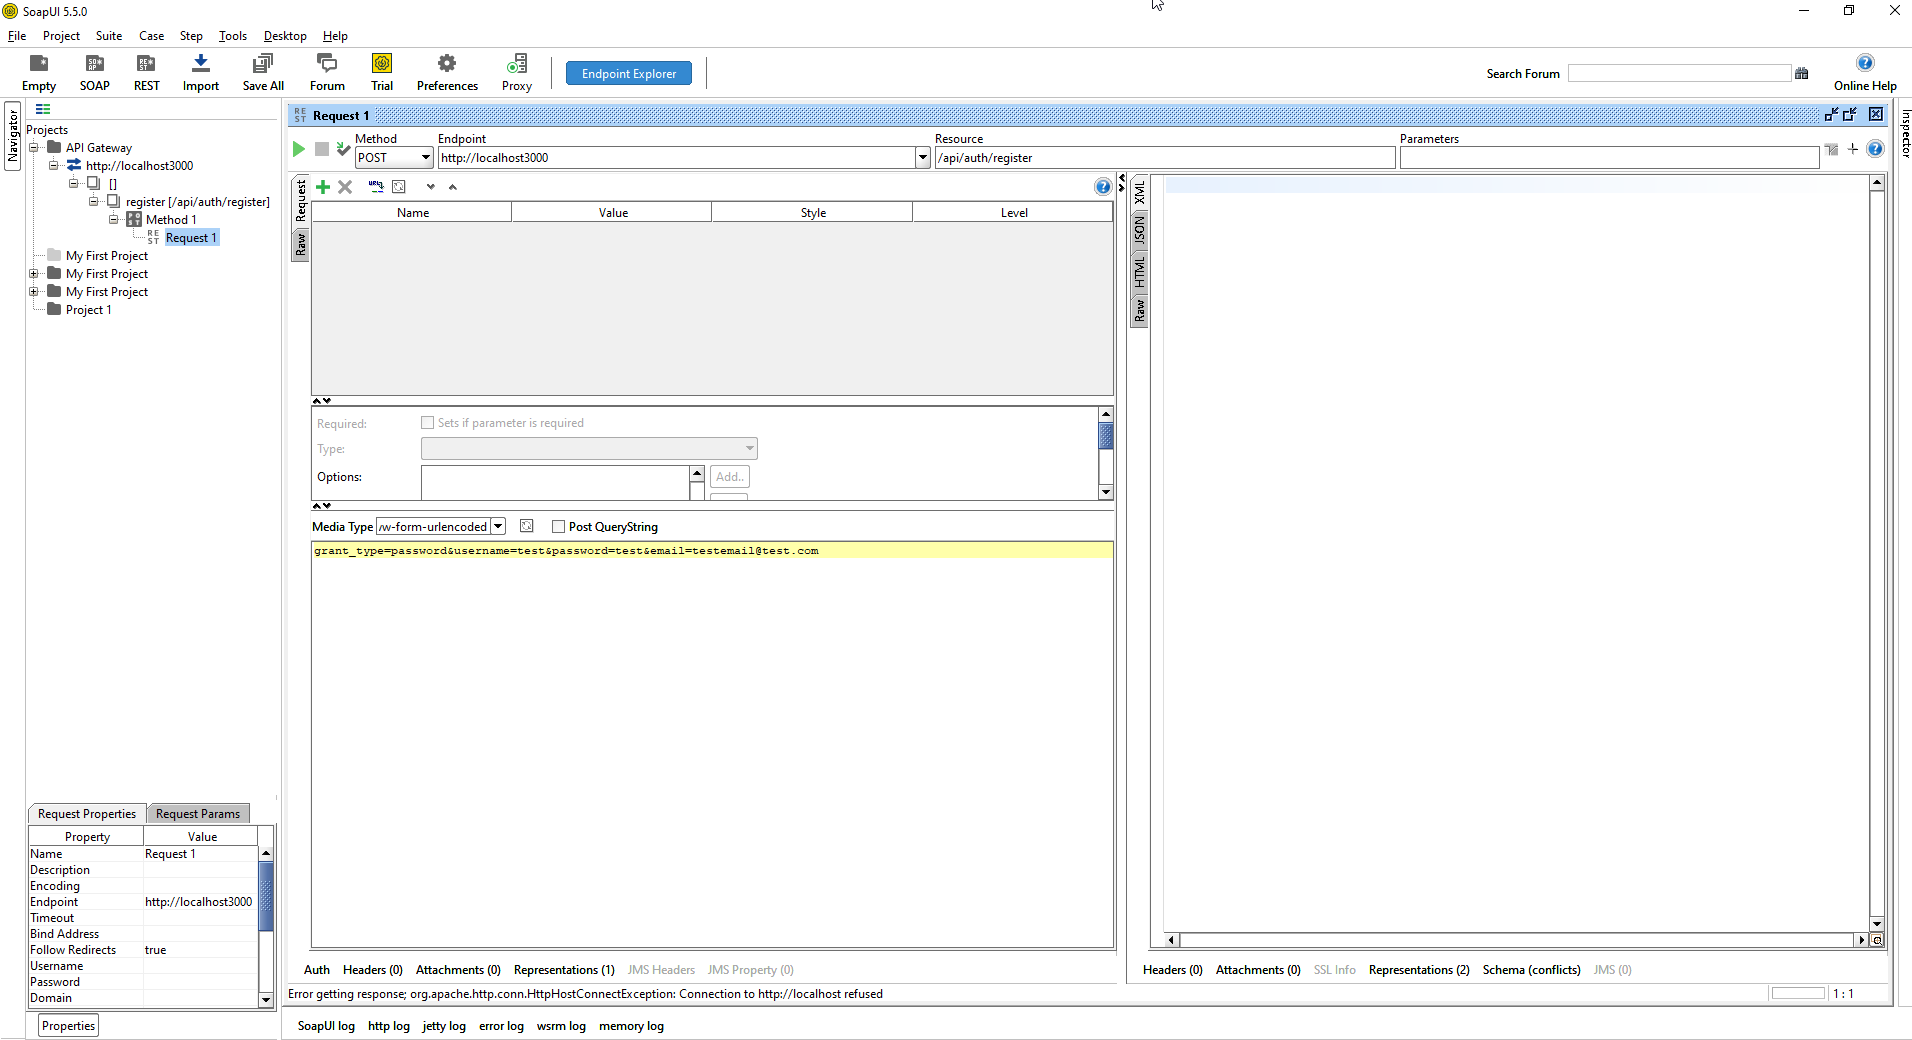 SoapUI 5.5.0
File Project Suite Case Step Tools Desktop Help
Empty SOAP REST Import Save All Forum Trial Preferences Proxy Endpoint Explorer Search Forum Online Help
Navigator
Projects
API Gateway
http://localhost3000
[]
register [/api/auth/register]
Method 1
Request 1
My First Project
My First Project
My First Project
Project 1
Request Properties Request Params
Property Value
Name Request 1
Description
Encoding
Endpoint http://localhost3000
Timeout
Bind Address
Follow Redirects true
Username
Password
Domain
Properties
Request 1
Method Endpoint Resource Parameters
POST http://localhost3000 /api/auth/register
Request
Raw
Name Value Style Level
Required: Sets if parameter is required
Type:
Options: Add..
Media Type /w-form-urlencoded Post QueryString
grant_type=password&username=test&password=test&email=testemail@test.com
Auth Headers (0) Attachments (0) Representations (1) JMS Headers JMS Property (0)
XML
JSON
HTML
Raw
Headers (0) Attachments (0) SSL Info Representations (2) Schema (conflicts) JMS (0)
Error getting response; org.apache.http.conn.HttpHostConnectException: Connection to http://localhost refused
1 : 1
SoapUI log http log jetty log error log wsrm log memory log
Inspector